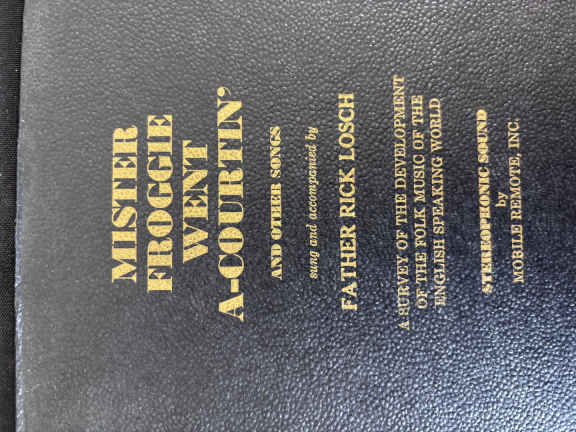 MISTER
FROGGIE
WENT
A-COURTIN'
AND OTHER SONGS
sung and accompanied by
FATHER RICK LOSCH
A SURVEY OF THE DEVELOPMENT
OF THE FOLK MUSIC OF THE
ENGLISH SPEAKING WORLD
STEREOPHONIC SOUND
by
MOBILE REMOTE, INC.